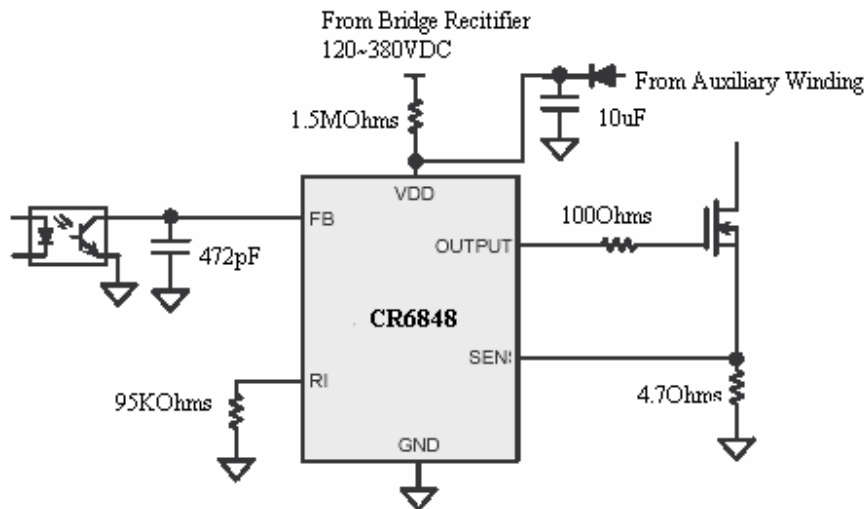 From Bridge Recitifier
120~380VDC
From Auxiliary Winding
1.5MOhms
10uF
VDD
FB
100Ohms
OUTPUT
472pF
CR6848
SEN
RI
95KOhms
4.7Ohms
GND